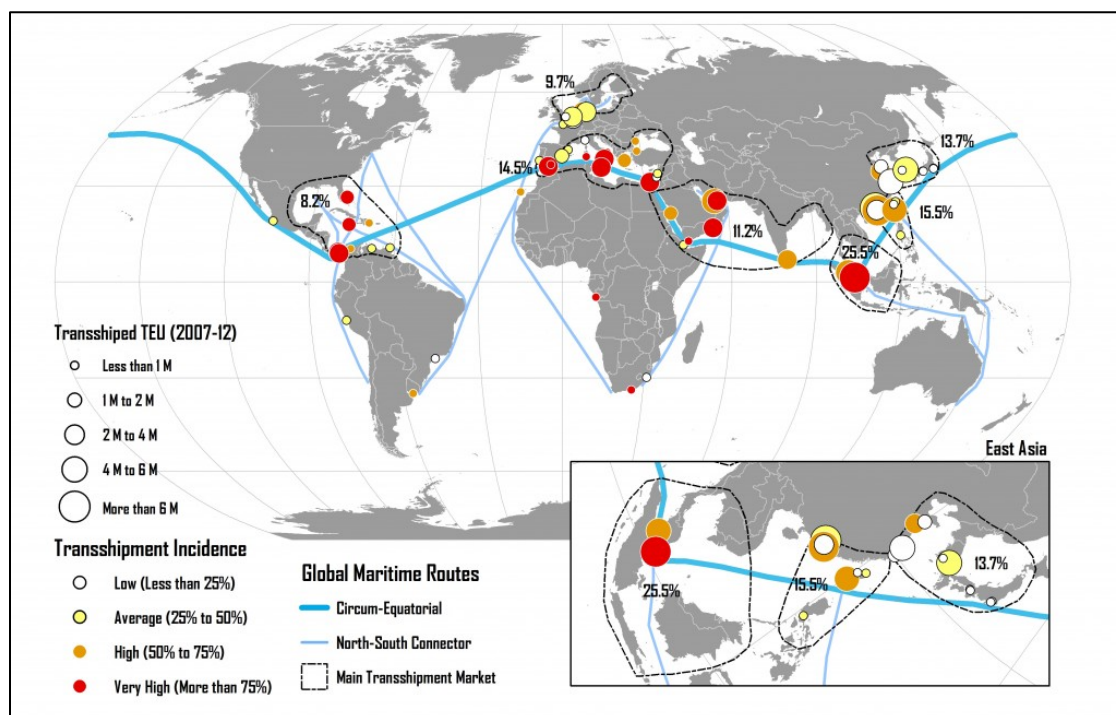 9.7%
13.7%
14.5%
8.2%
15.5%
11.2%
25.5%
Transshiped TEU (2007-12)
Less than 1 M
1 M to 2 M
2 M to 4 M
4 M to 6 M
More than 6 M
Transshipment Incidence
Low (Less than 25%)
Average (25% to 50%)
High (50% to 75%)
Very High (More than 75%)
Global Maritime Routes
Circum-Equatorial
North-South Connector
Main Transshipment Market
East Asia
13.7%
25.5%
15.5%